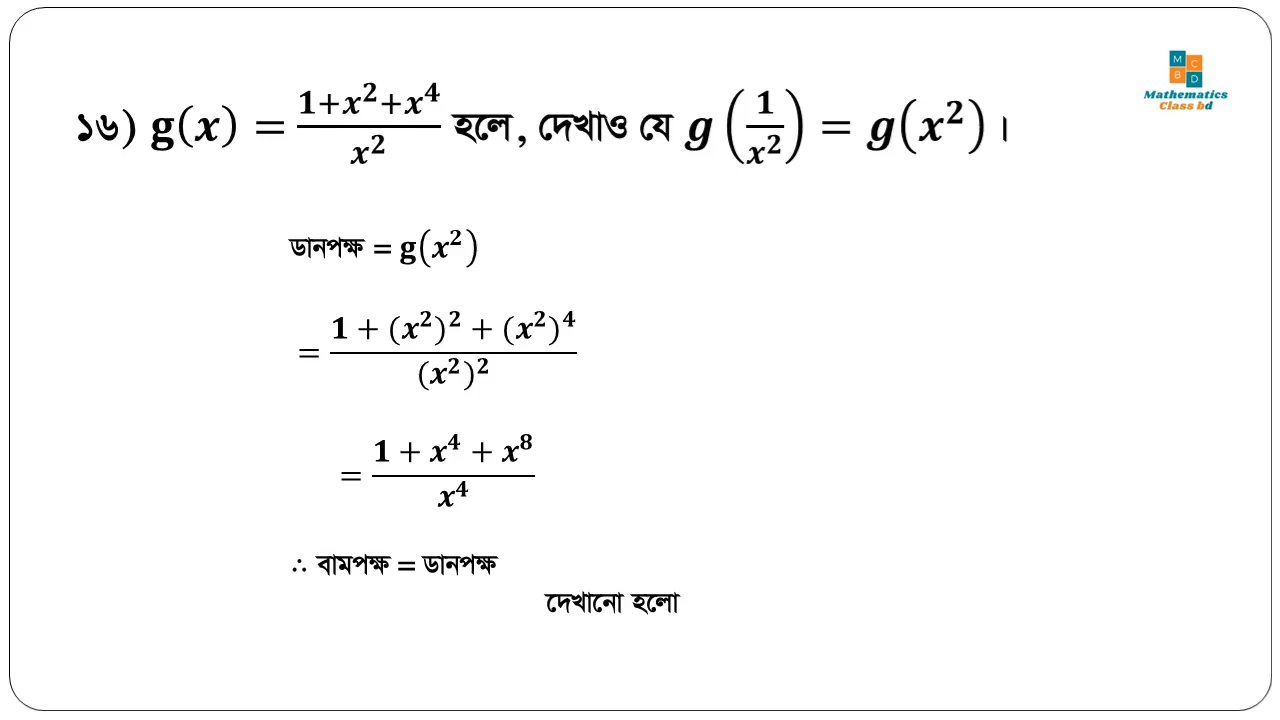 M C B D
Mathematics
Class bd
১৬) g(x) = (1+x²+x⁴)/x² হলে, দেখাও যে g(1/x²) = g(x²)।
ডানপক্ষ = g(x²)
= (1 + (x²)² + (x²)⁴)/(x²)²
= (1 + x⁴ + x⁸)/x⁴
∴ বামপক্ষ = ডানপক্ষ
দেখানো হলো